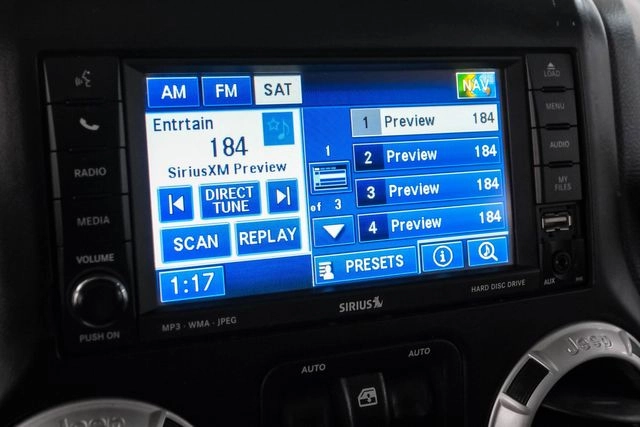 AM FM SAT NAV
Entrtain
184
SiriusXM Preview
DIRECT
TUNE
SCAN REPLAY
1:17
1
of 3
1 Preview 184
2 Preview 184
3 Preview 184
4 Preview 184
PRESETS
RADIO
MEDIA
VOLUME
PUSH ON
LOAD
MENU
AUDIO
MY
FILES
AUX
MP3 - WMA - JPEG
SIRIUS
HARD DISC DRIVE
AUTO
AUTO
Jeep
Jeep